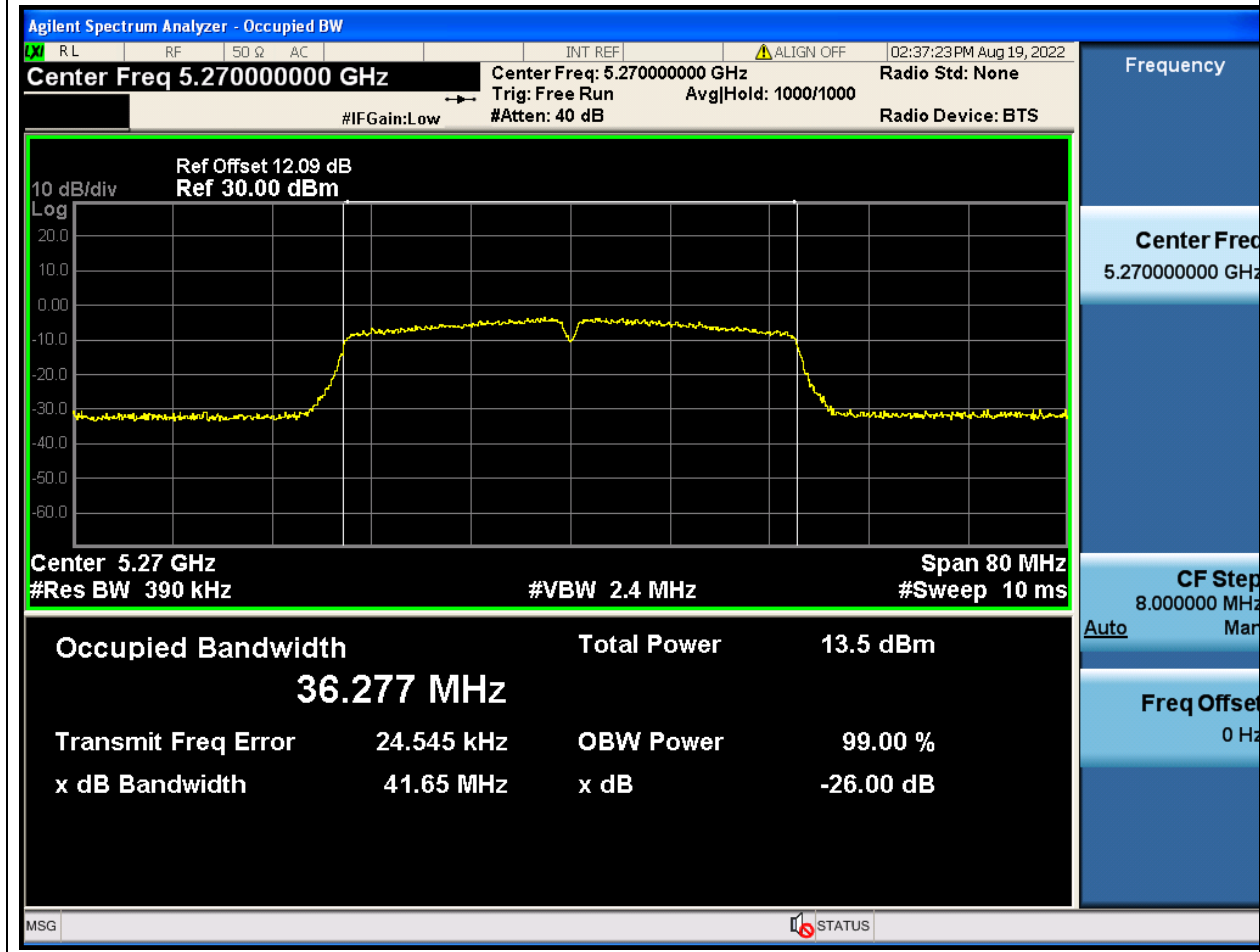 Agilent Spectrum Analyzer - Occupied BW
LXI RL RF 50 Ω AC INT REF ALIGN OFF 02:37:23 PM Aug 19, 2022
Center Freq 5.270000000 GHz
Center Freq: 5.270000000 GHz Radio Std: None
Trig: Free Run Avg|Hold: 1000/1000
#IFGain:Low #Atten: 40 dB Radio Device: BTS
Ref Offset 12.09 dB
10 dB/div Ref 30.00 dBm
Log
20.0
10.0
0.00
-10.0
-20.0
-30.0
-40.0
-50.0
-60.0
Center 5.27 GHz Span 80 MHz
#Res BW 390 kHz #VBW 2.4 MHz #Sweep 10 ms
Occupied Bandwidth Total Power 13.5 dBm
36.277 MHz
Transmit Freq Error 24.545 kHz OBW Power 99.00 %
x dB Bandwidth 41.65 MHz x dB -26.00 dB
MSG STATUS
Frequency
Center Freq
5.270000000 GHz
CF Step
8.000000 MHz
Auto Man
Freq Offset
0 Hz